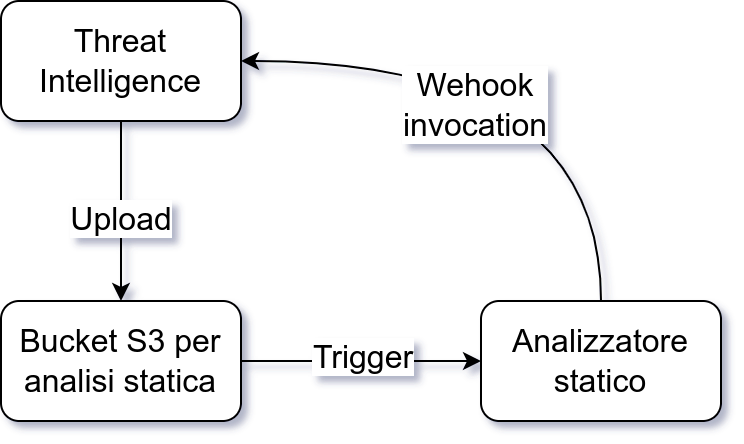 Threat
Intelligence
Wehook
invocation
Upload
Bucket S3 per
analisi statica
Trigger
Analizzatore
statico